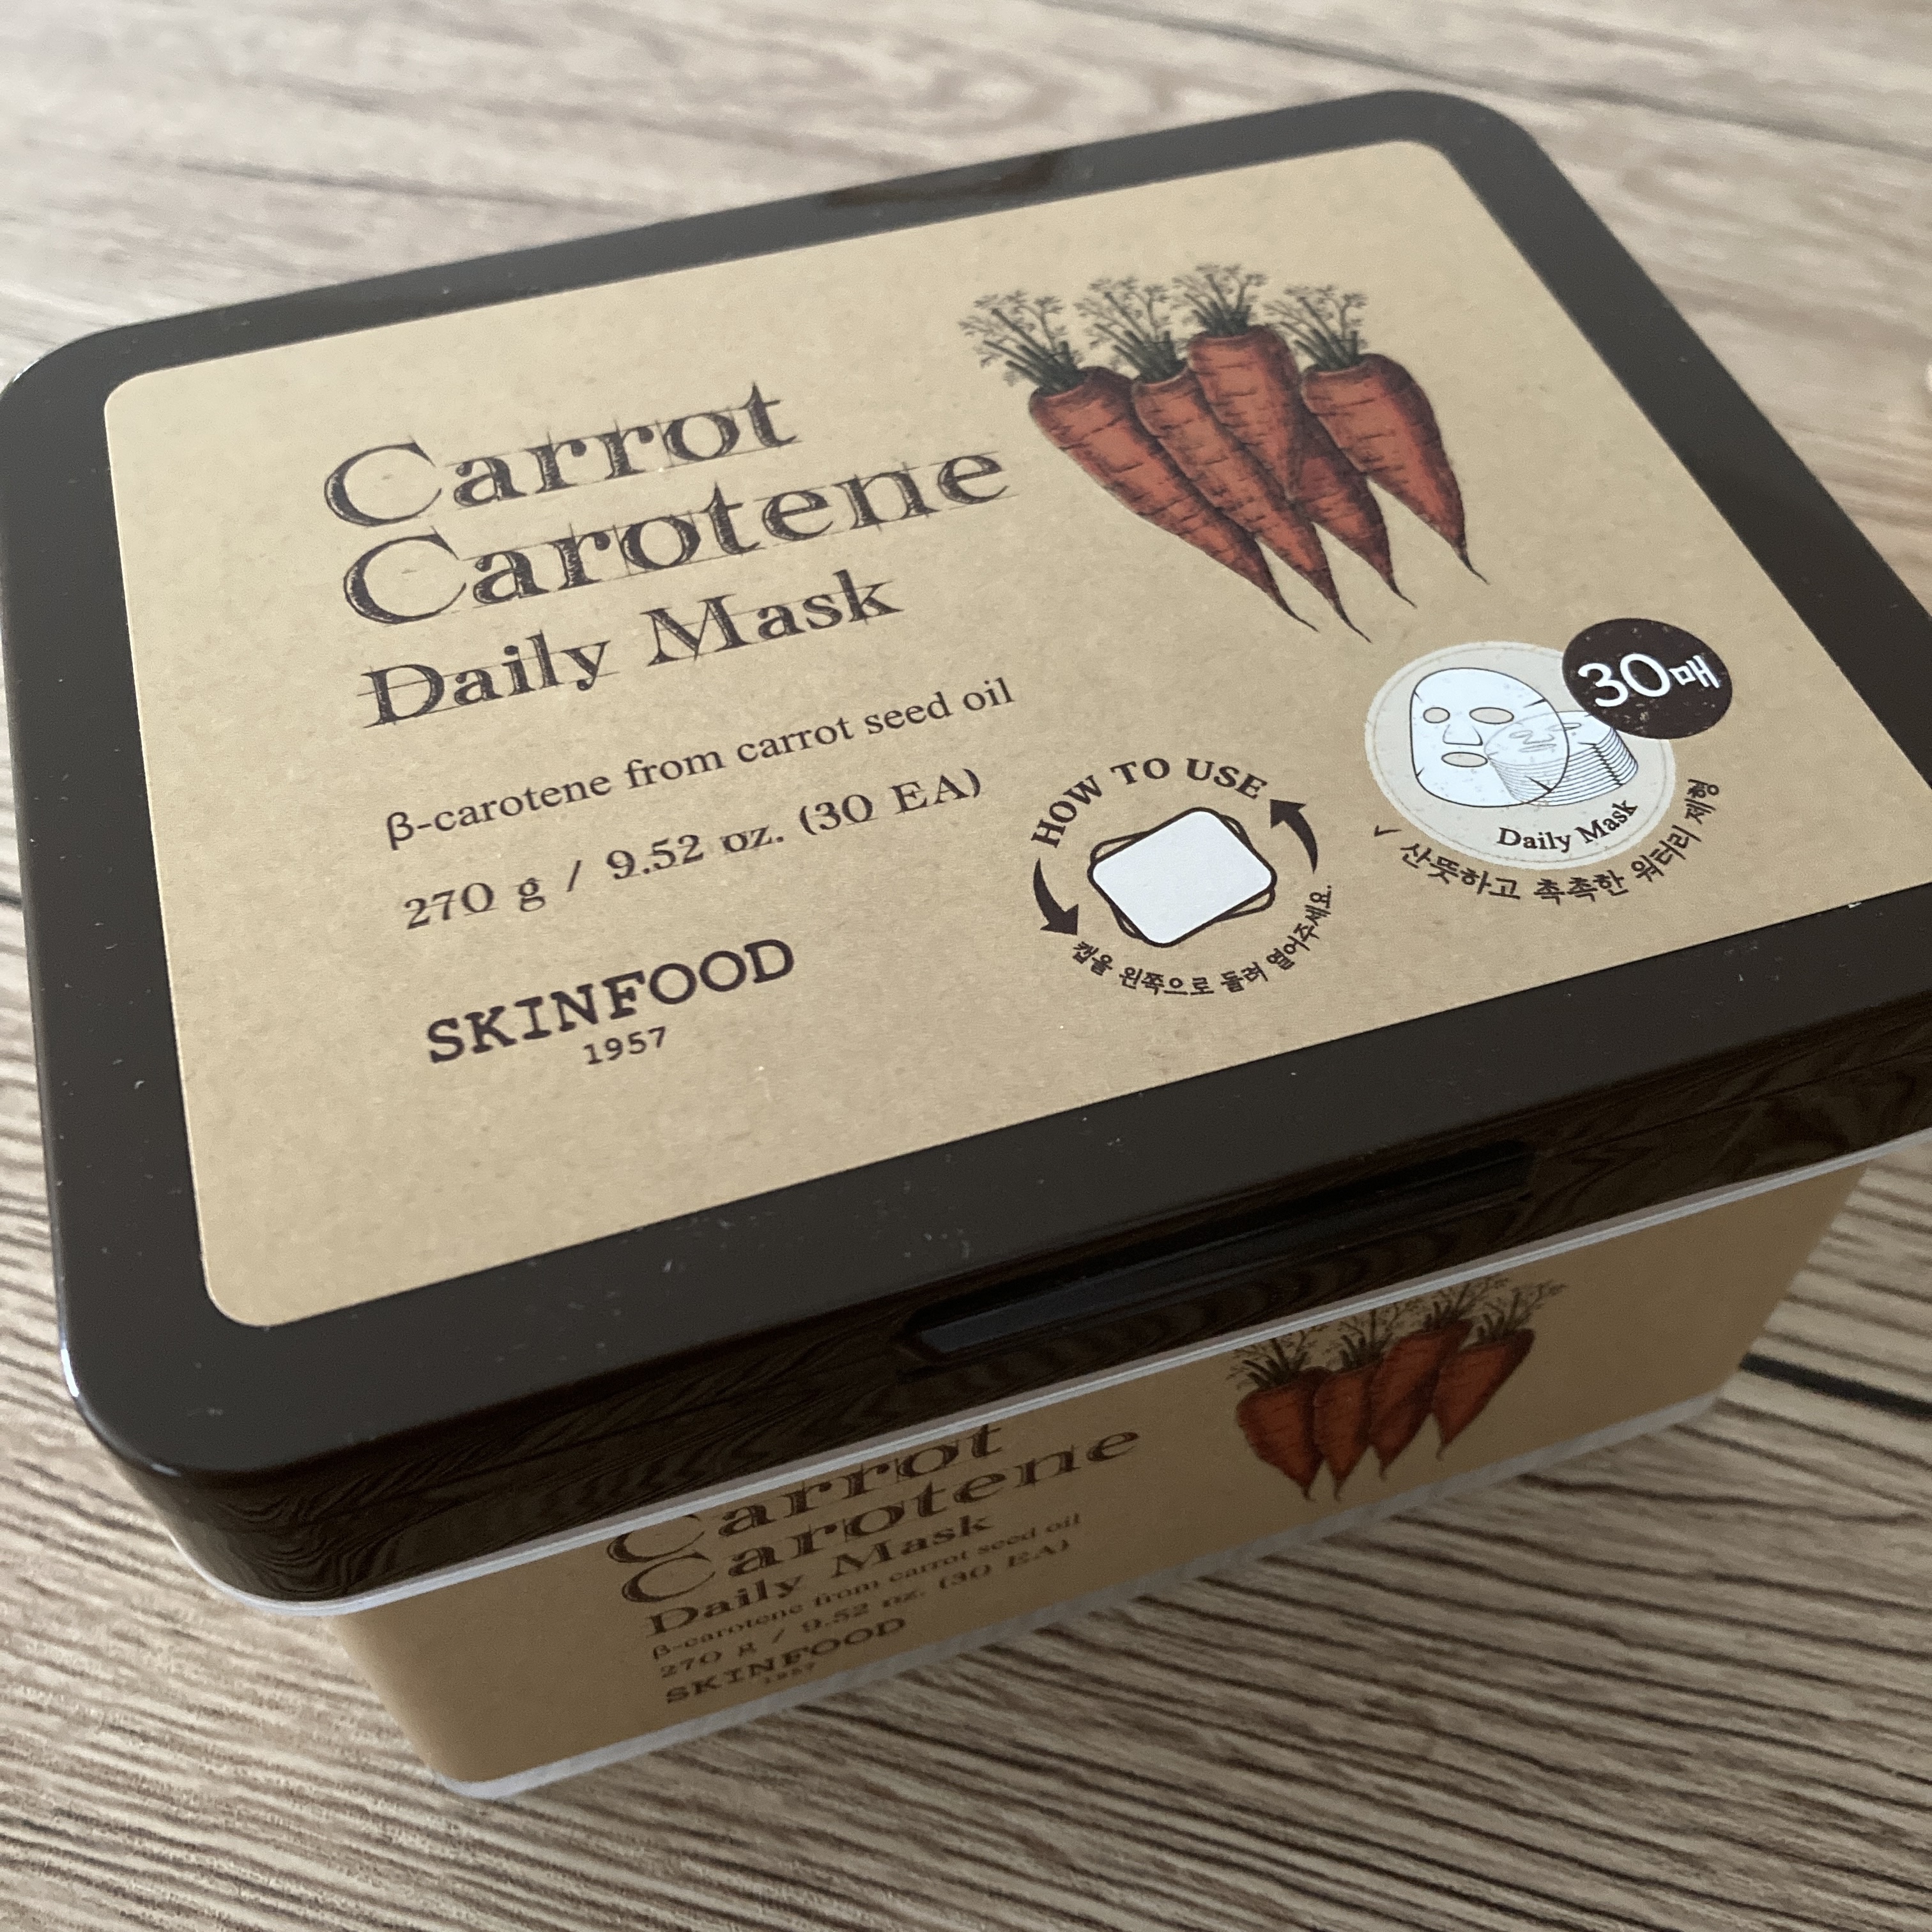 Carrot
Carotene
Daily Mask
β-carotene from carrot seed oil
270 g / 9.52 oz. (30 EA)
SKINFOOD
1957
HOW TO USE
캡을 왼쪽으로 돌려 열어주세요.
30매
Daily Mask
✓ 산뜻하고 촉촉한 워터리 제형
Carrot
Carotene
Daily Mask
β-carotene from carrot seed oil
270 g / 9.52 oz. (30 EA)
SKINFOOD
1957